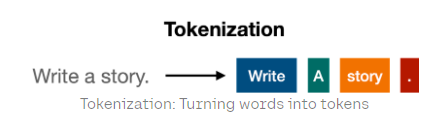 Tokenization
Write a story. Write A story .
Tokenization: Turning words into tokens